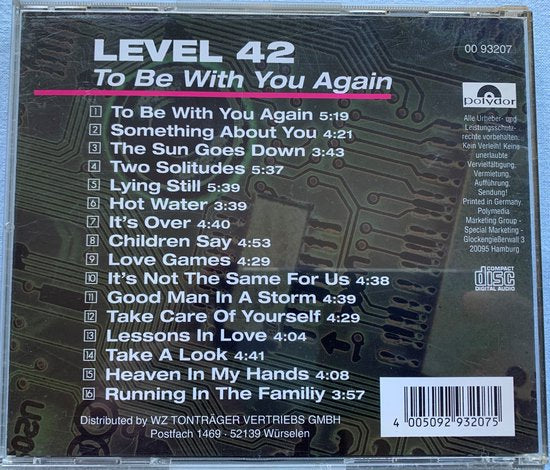 LEVEL 42
00 93207
To Be With You Again
polydor
1 To Be With You Again 5:19
2 Something About You 4:21
3 The Sun Goes Down 3:43
4 Two Solitudes 5:37
5 Lying Still 5:39
6 Hot Water 3:39
7 It's Over 4:40
8 Children Say 4:53
9 Love Games 4:29
10 It's Not The Same For Us 4:38
11 Good Man In A Storm 4:39
12 Take Care Of Yourself 4:29
13 Lessons In Love 4:04
14 Take A Look 4:41
15 Heaven In My Hands 4:08
16 Running In The Familiy 3:57
Alle Urheber- und
Leistungsschutz-
rechte vorbehalten.
Kein Verleih! Keine
unerlaubte
Vervielfältigung,
Vermietung,
Aufführung,
Sendung!
Printed in Germany.
Polymedia
Marketing Group -
Special Marketing -
Glockengießerwall 3
20095 Hamburg
COMPACT
disc
DIGITAL AUDIO
Distributed by WZ TONTRÄGER VERTRIEBS GMBH
Postfach 1469 - 52139 Würselen
4 005092 932075